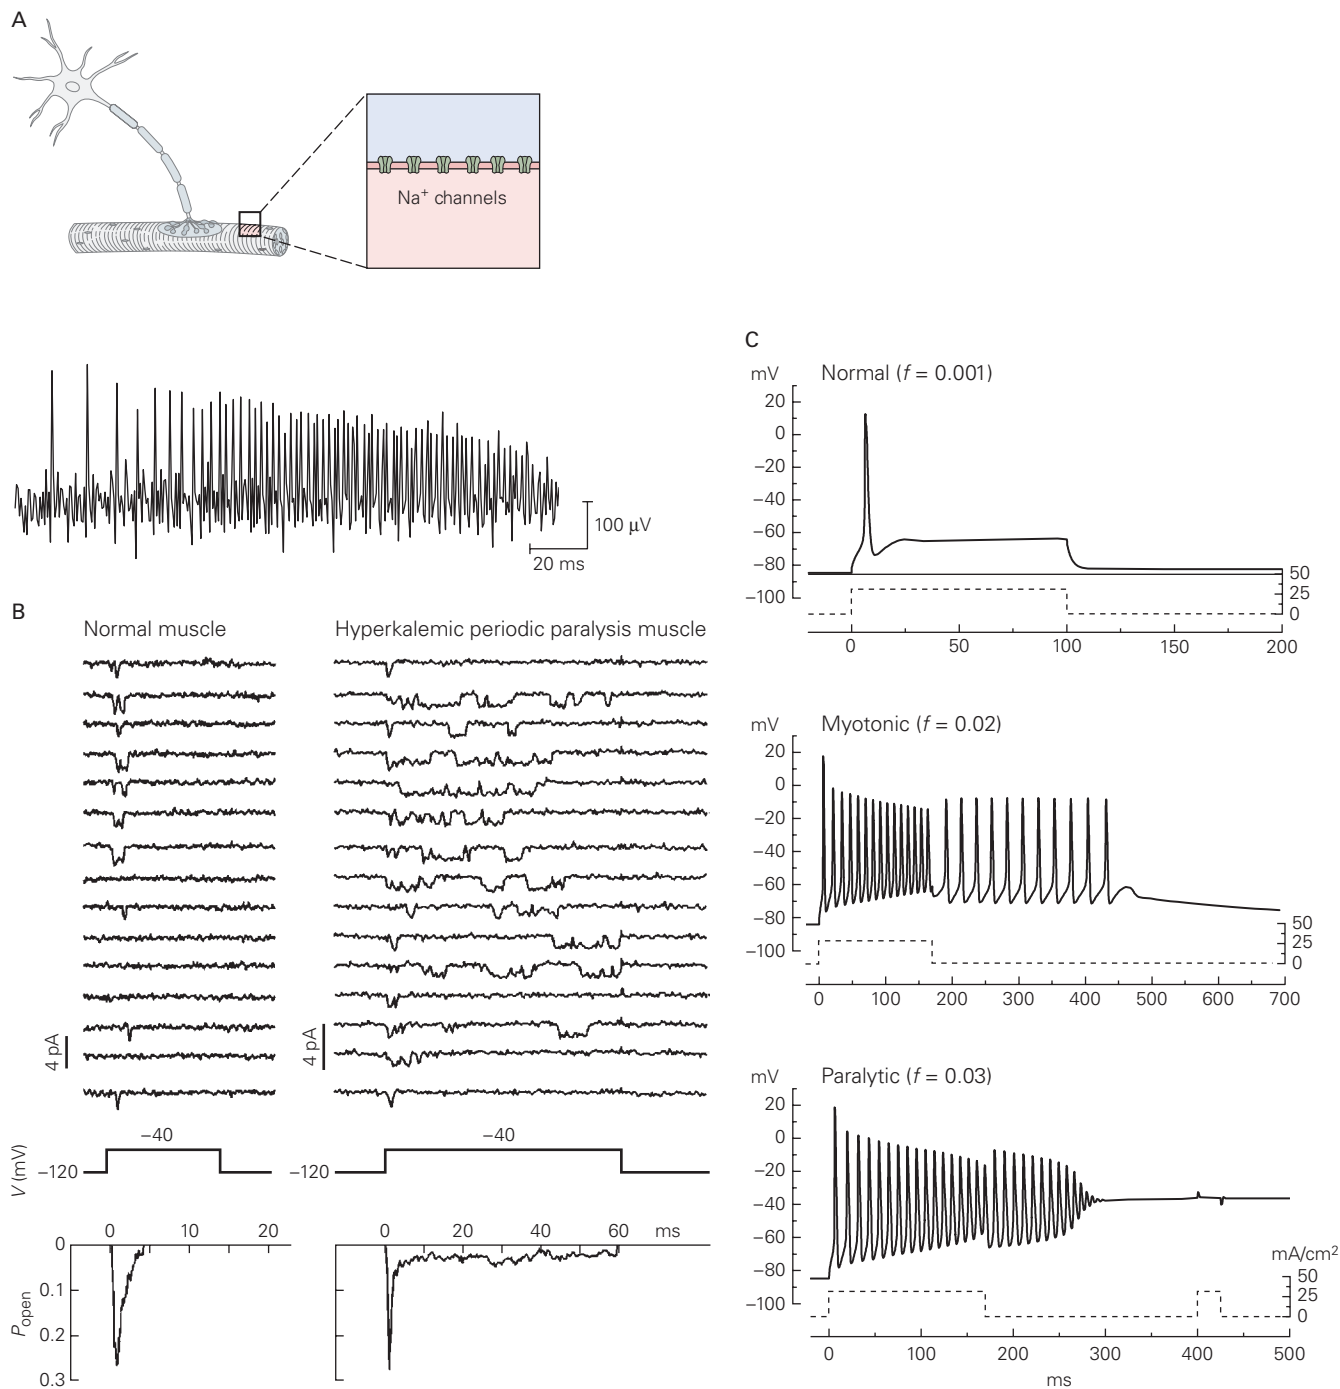 A
Na⁺ channels
100 μV
20 ms
B
Normal muscle
Hyperkalemic periodic paralysis muscle
4 pA
4 pA
V (mV)
−120
−40
−120
−40
0 10 20
0 20 40 60 ms
P_open
0
0.1
0.2
0.3
C
mV
Normal (f = 0.001)
20
0
−20
−40
−60
−80
−100
50
25
0
0 50 100 150 200
mV
Myotonic (f = 0.02)
20
0
−20
−40
−60
−80
−100
50
25
0
0 100 200 300 400 500 600 700
mV
Paralytic (f = 0.03)
20
0
−20
−40
−60
−80
−100
mA/cm²
50
25
0
0 100 200 300 400 500
ms